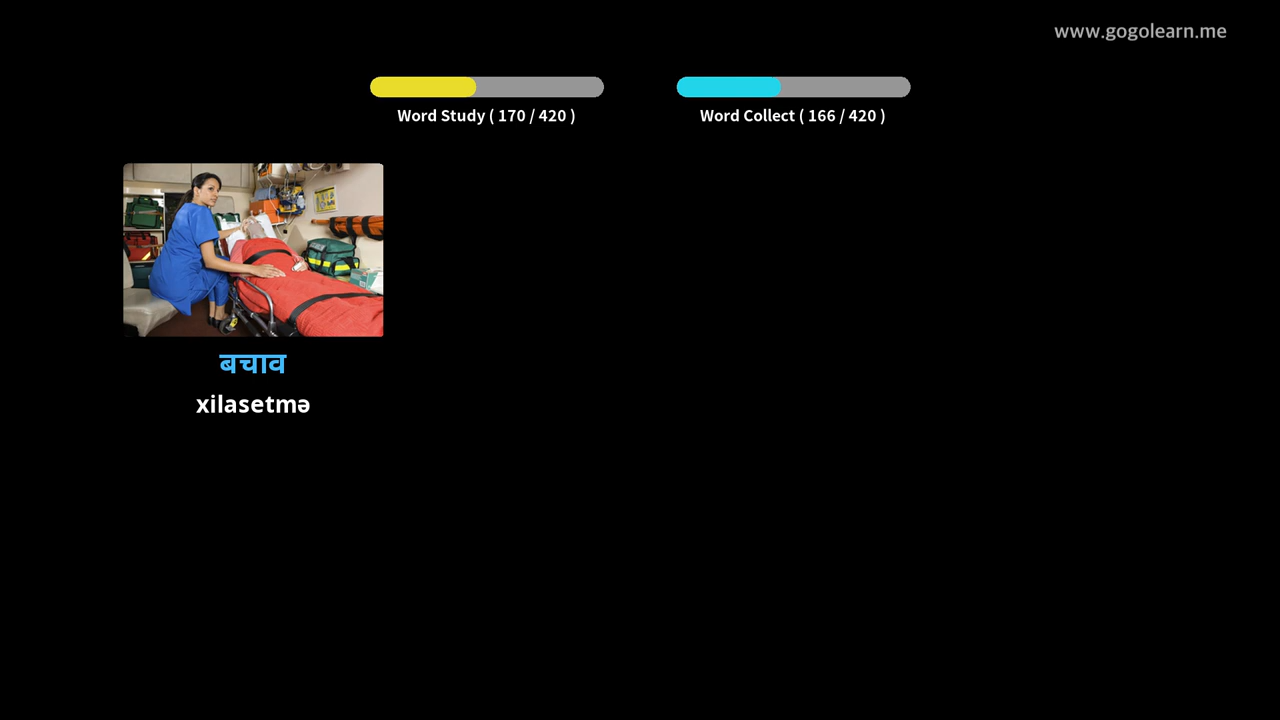 www.gogolearn.me
Word Study ( 170 / 420 )
Word Collect ( 166 / 420 )
बचाव
xilasetmə